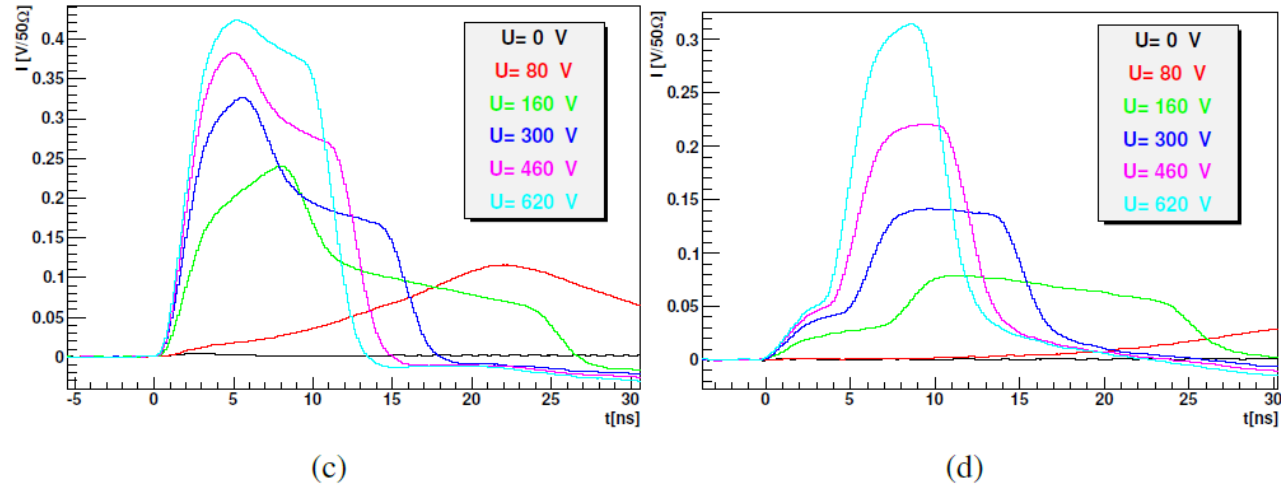 I [V/50Ω]
0.4
0.35
0.3
0.25
0.2
0.15
0.1
0.05
0
-5 0 5 10 15 20 25 30
t[ns]
U= 0 V
U= 80 V
U= 160 V
U= 300 V
U= 460 V
U= 620 V
(c)
I [V/50Ω]
0.3
0.25
0.2
0.15
0.1
0.05
0
0 5 10 15 20 25 30
t[ns]
U= 0 V
U= 80 V
U= 160 V
U= 300 V
U= 460 V
U= 620 V
(d)